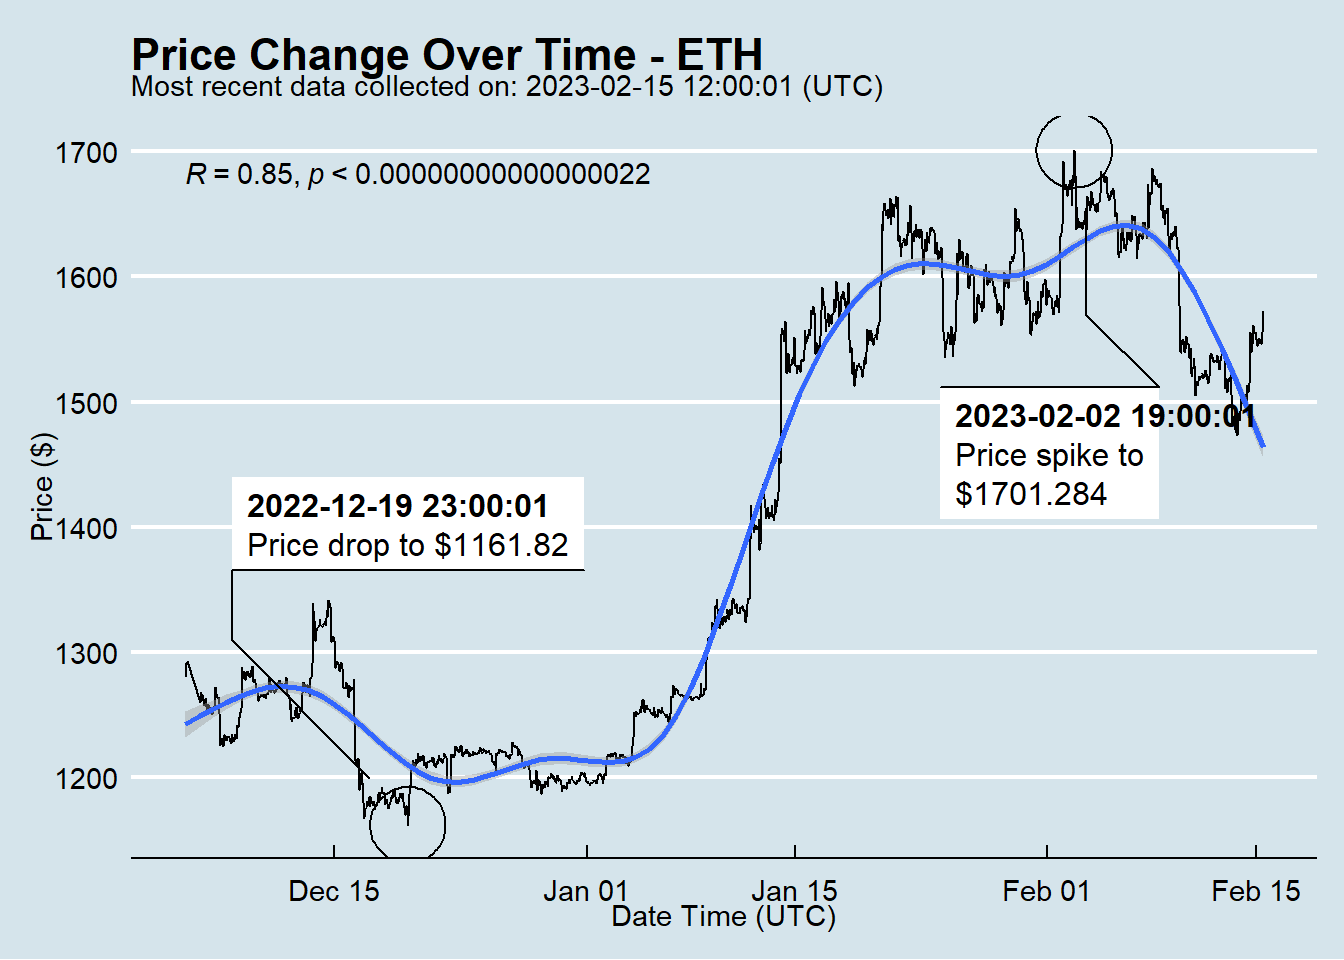 Price Change Over Time - ETH
Most recent data collected on: 2023-02-15 12:00:01 (UTC)
R = 0.85, p < 0.00000000000000022
1700
1600
1500
1400
1300
1200
Price ($)
2023-02-02 19:00:01
Price spike to
$1701.284
2022-12-19 23:00:01
Price drop to $1161.82
Dec 15
Jan 01
Jan 15
Feb 01
Feb 15
Date Time (UTC)